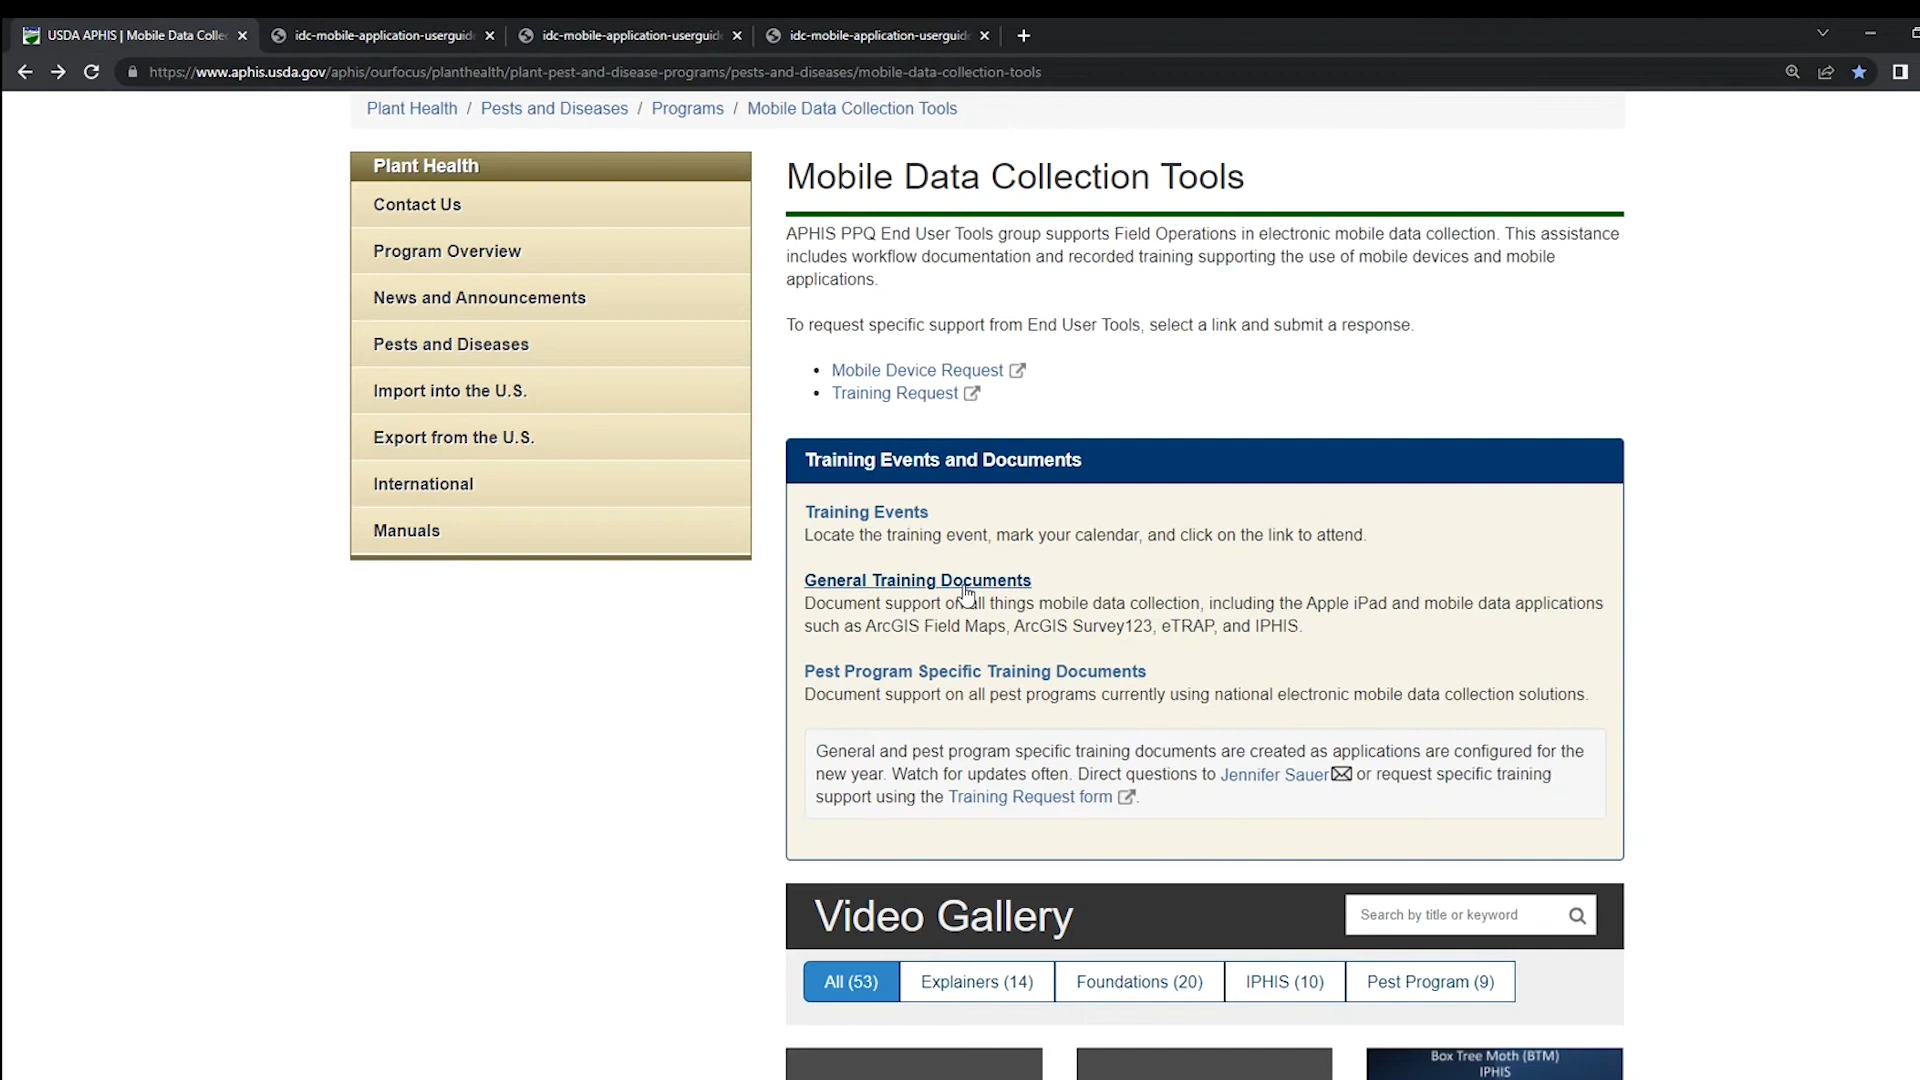 USDA APHIS | Mobile Data Colle
idc-mobile-application-userguid
idc-mobile-application-userguid
idc-mobile-application-userguid
https://www.aphis.usda.gov/aphis/ourfocus/planthealth/plant-pest-and-disease-programs/pests-and-diseases/mobile-data-collection-tools
Plant Health / Pests and Diseases / Programs / Mobile Data Collection Tools
Plant Health
Contact Us
Program Overview
News and Announcements
Pests and Diseases
Import into the U.S.
Export from the U.S.
International
Manuals
Mobile Data Collection Tools
APHIS PPQ End User Tools group supports Field Operations in electronic mobile data collection. This assistance
includes workflow documentation and recorded training supporting the use of mobile devices and mobile
applications.
To request specific support from End User Tools, select a link and submit a response.
• Mobile Device Request
• Training Request
Training Events and Documents
Training Events
Locate the training event, mark your calendar, and click on the link to attend.
General Training Documents
Document support on all things mobile data collection, including the Apple iPad and mobile data applications
such as ArcGIS Field Maps, ArcGIS Survey123, eTRAP, and IPHIS.
Pest Program Specific Training Documents
Document support on all pest programs currently using national electronic mobile data collection solutions.
General and pest program specific training documents are created as applications are configured for the
new year. Watch for updates often. Direct questions to Jennifer Sauer or request specific training
support using the Training Request form .
Video Gallery
Search by title or keyword
All (53)
Explainers (14)
Foundations (20)
IPHIS (10)
Pest Program (9)
Box Tree Moth (BTM)
IPHIS